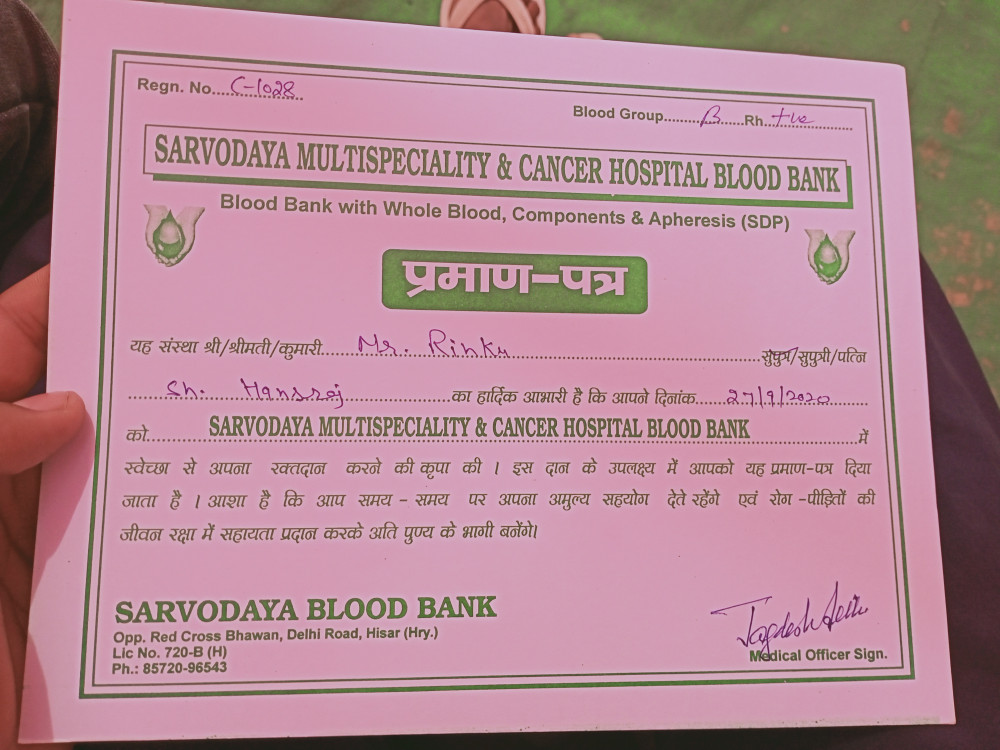 Regn. No....C-1028....
Blood Group.........B......Rh..+ve..............
SARVODAYA MULTISPECIALITY & CANCER HOSPITAL BLOOD BANK
Blood Bank with Whole Blood, Components & Apheresis (SDP)
प्रमाण-पत्र
यह संस्था श्री/श्रीमती/कुमारी......Mr. Rinku......सुपुत्र/सुपुत्री/पत्नि
......Sh. Hansraj......का हार्दिक आभारी है कि आपने दिनांक......27/9/2020......
को......SARVODAYA MULTISPECIALITY & CANCER HOSPITAL BLOOD BANK......में
स्वेच्छा से अपना रक्तदान करने की कृपा की । इस दान के उपलक्ष्य में आपको यह प्रमाण-पत्र दिया
जाता है । आशा है कि आप समय - समय पर अपना अमुल्य सहयोग देते रहेंगे एवं रोग -पीड़ितों की
जीवन रक्षा में सहायता प्रदान करके अति पुण्य के भागी बनेंगे।
SARVODAYA BLOOD BANK
Opp. Red Cross Bhawan, Delhi Road, Hisar (Hry.)
Lic No. 720-B (H)
Ph.: 85720-96543
Medical Officer Sign.